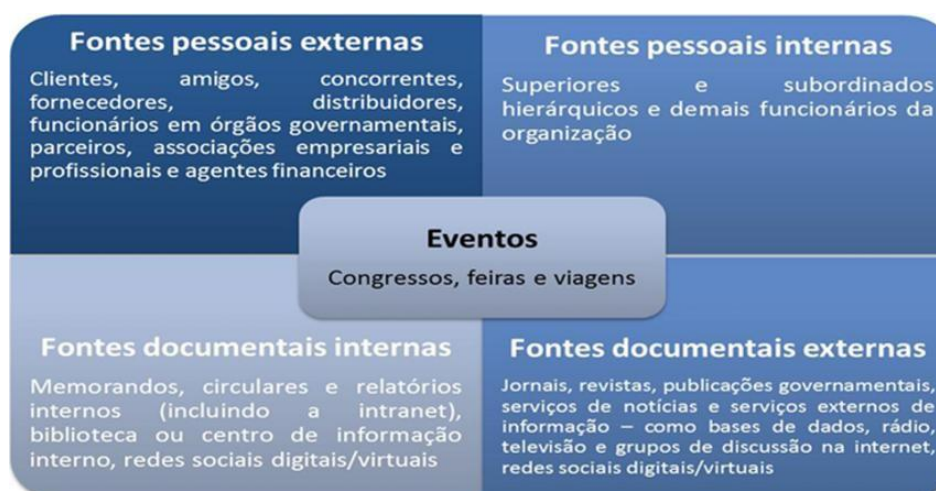 Fontes pessoais externas
Clientes, amigos, concorrentes,
fornecedores, distribuidores,
funcionários em órgãos governamentais,
parceiros, associações empresariais e
profissionais e agentes financeiros
Fontes pessoais internas
Superiores e subordinados
hierárquicos e demais funcionários da
organização
Eventos
Congressos, feiras e viagens
Fontes documentais internas
Memorandos, circulares e relatórios
internos (incluindo a intranet),
biblioteca ou centro de informação
interno, redes sociais digitais/virtuais
Fontes documentais externas
Jornais, revistas, publicações governamentais,
serviços de notícias e serviços externos de
informação – como bases de dados, rádio,
televisão e grupos de discussão na internet,
redes sociais digitais/virtuais